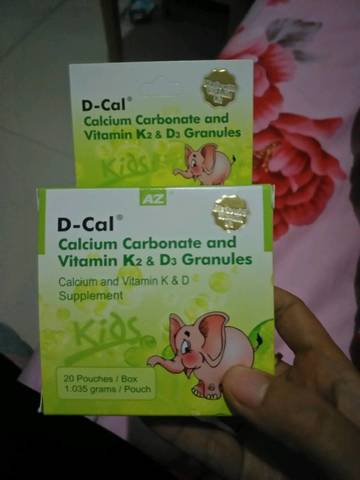 D-Cal®
Calcium Carbonate and
Vitamin K2 & D3 Granules
Kids
AZ
D-Cal®
Calcium Carbonate and
Vitamin K2 & D3 Granules
Calcium and Vitamin K & D
Supplement
Kids
20 Pouches / Box
1.035 grams / Pouch